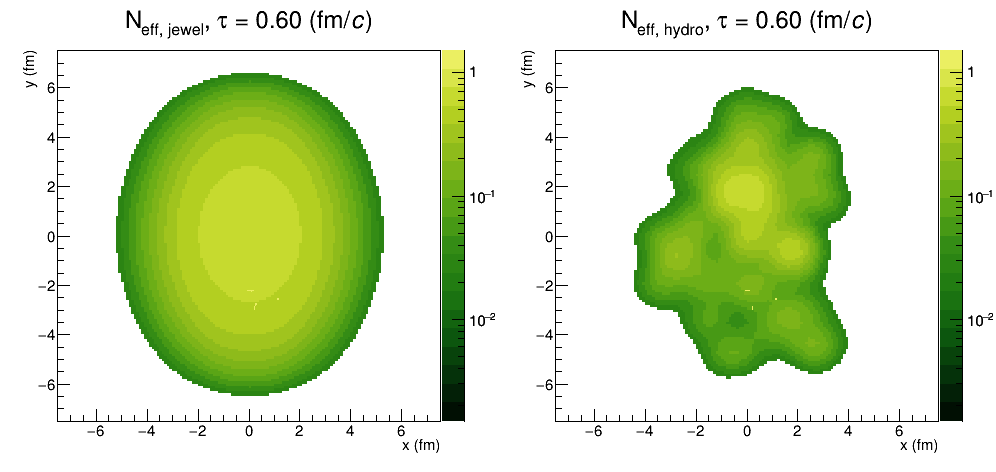 N_eff, jewel, τ = 0.60 (fm/c)
y (fm)
6
4
2
0
−2
−4
−6
−6 −4 −2 0 2 4 6
x (fm)
1
10⁻¹
10⁻²
N_eff, hydro, τ = 0.60 (fm/c)
y (fm)
6
4
2
0
−2
−4
−6
−6 −4 −2 0 2 4 6
x (fm)
1
10⁻¹
10⁻²